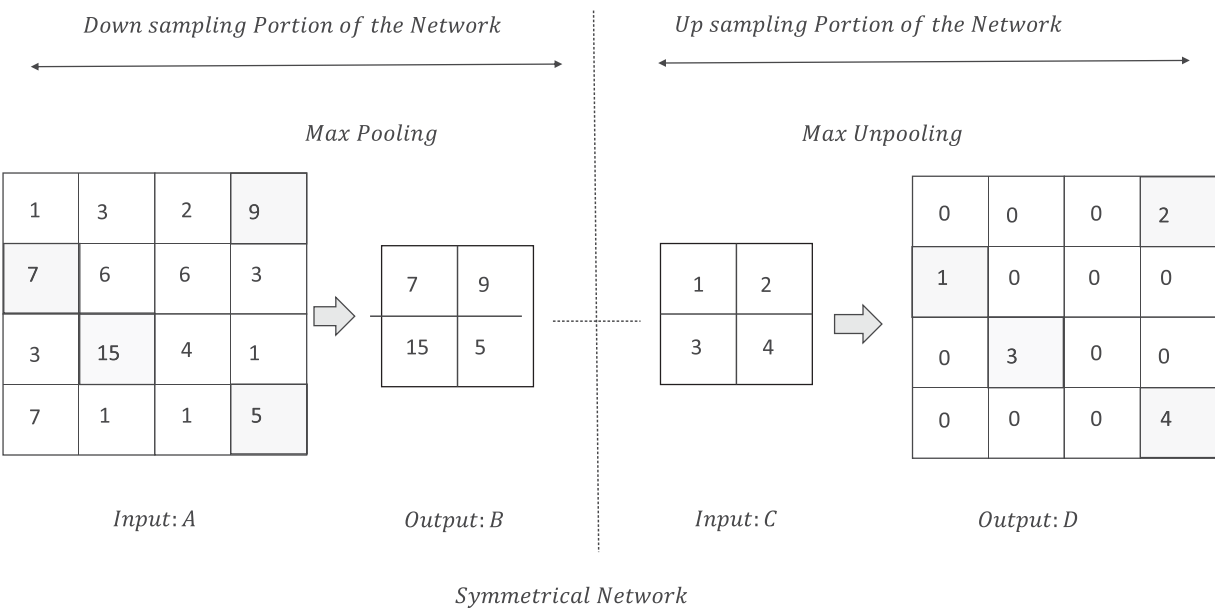 Down sampling Portion of the Network
Up sampling Portion of the Network
Max Pooling
Max Unpooling
1 3 2 9
7 6 6 3
3 15 4 1
7 1 1 5
7 9
15 5
1 2
3 4
0 0 0 2
1 0 0 0
0 3 0 0
0 0 0 4
Input: A
Output: B
Input: C
Output: D
Symmetrical Network